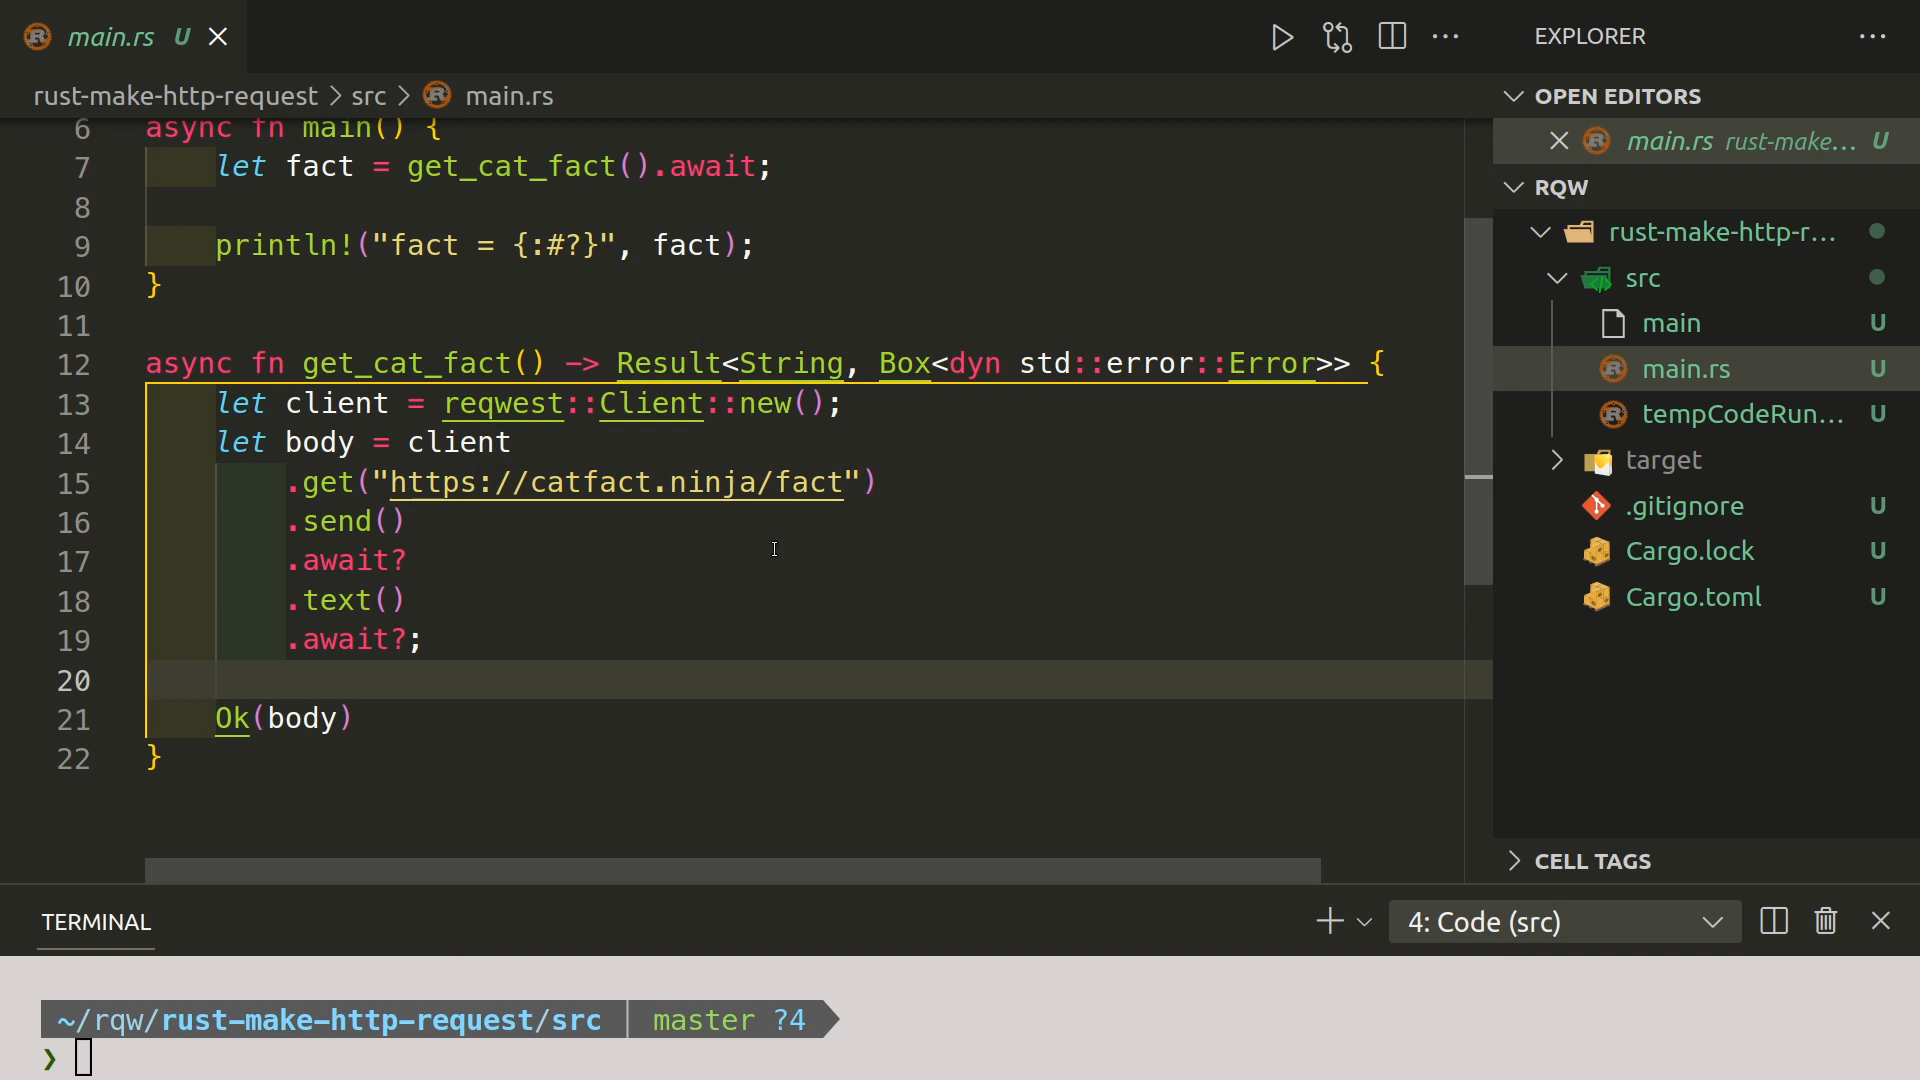 main.rs U
EXPLORER
rust-make-http-request > src > main.rs
OPEN EDITORS
main.rs rust-make... U
RQW
rust-make-http-r...
src
main U
main.rs U
tempCodeRun... U
target
.gitignore U
Cargo.lock U
Cargo.toml U
CELL TAGS
6 async fn main() {
7 let fact = get_cat_fact().await;
8
9 println!("fact = {:#?}", fact);
10 }
11
12 async fn get_cat_fact() -> Result<String, Box<dyn std::error::Error>> {
13 let client = reqwest::Client::new();
14 let body = client
15 .get("https://catfact.ninja/fact")
16 .send()
17 .await?
18 .text()
19 .await?;
20
21 Ok(body)
22 }
TERMINAL
4: Code (src)
~/rqw/rust-make-http-request/src master ?4
❯